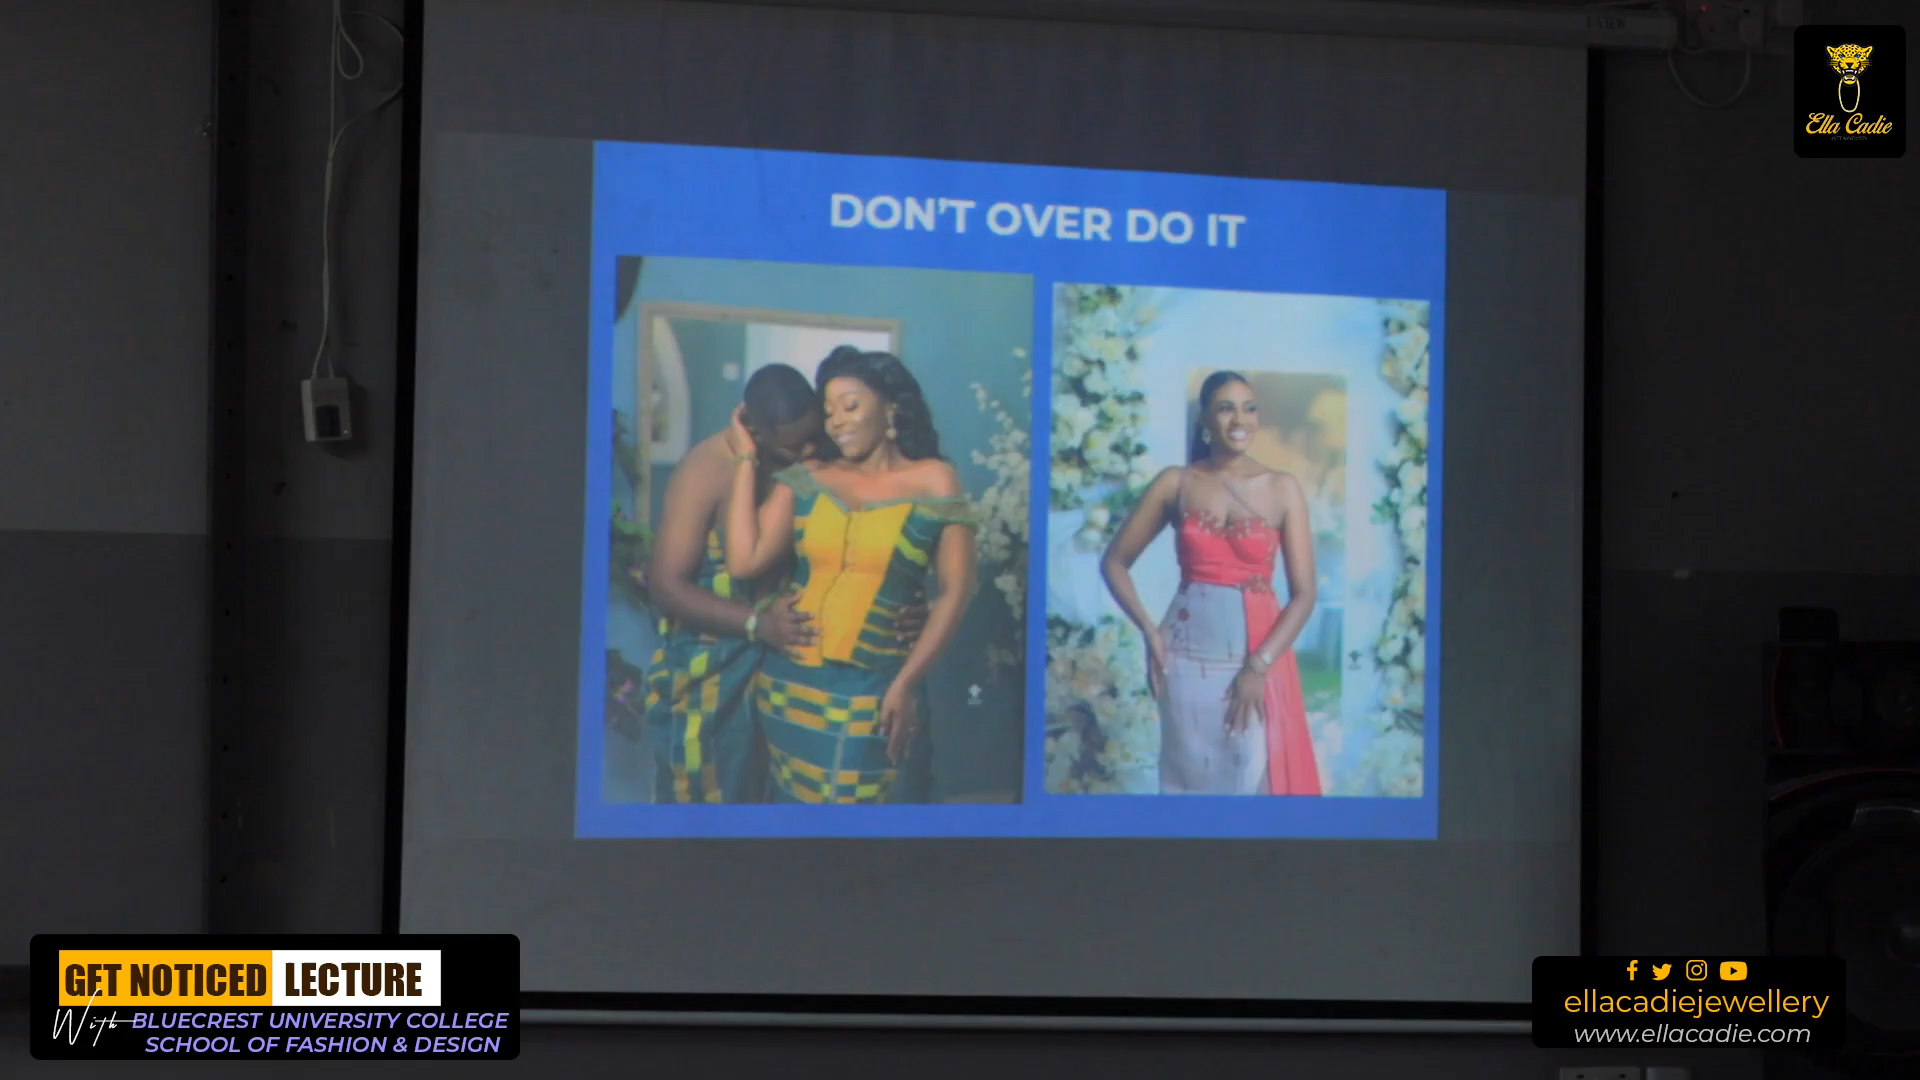 DON'T OVER DO IT
Ella Cadie
GET NOTICED LECTURE
With BLUECREST UNIVERSITY COLLEGE
SCHOOL OF FASHION & DESIGN
ellacadiejewellery
www.ellacadie.com